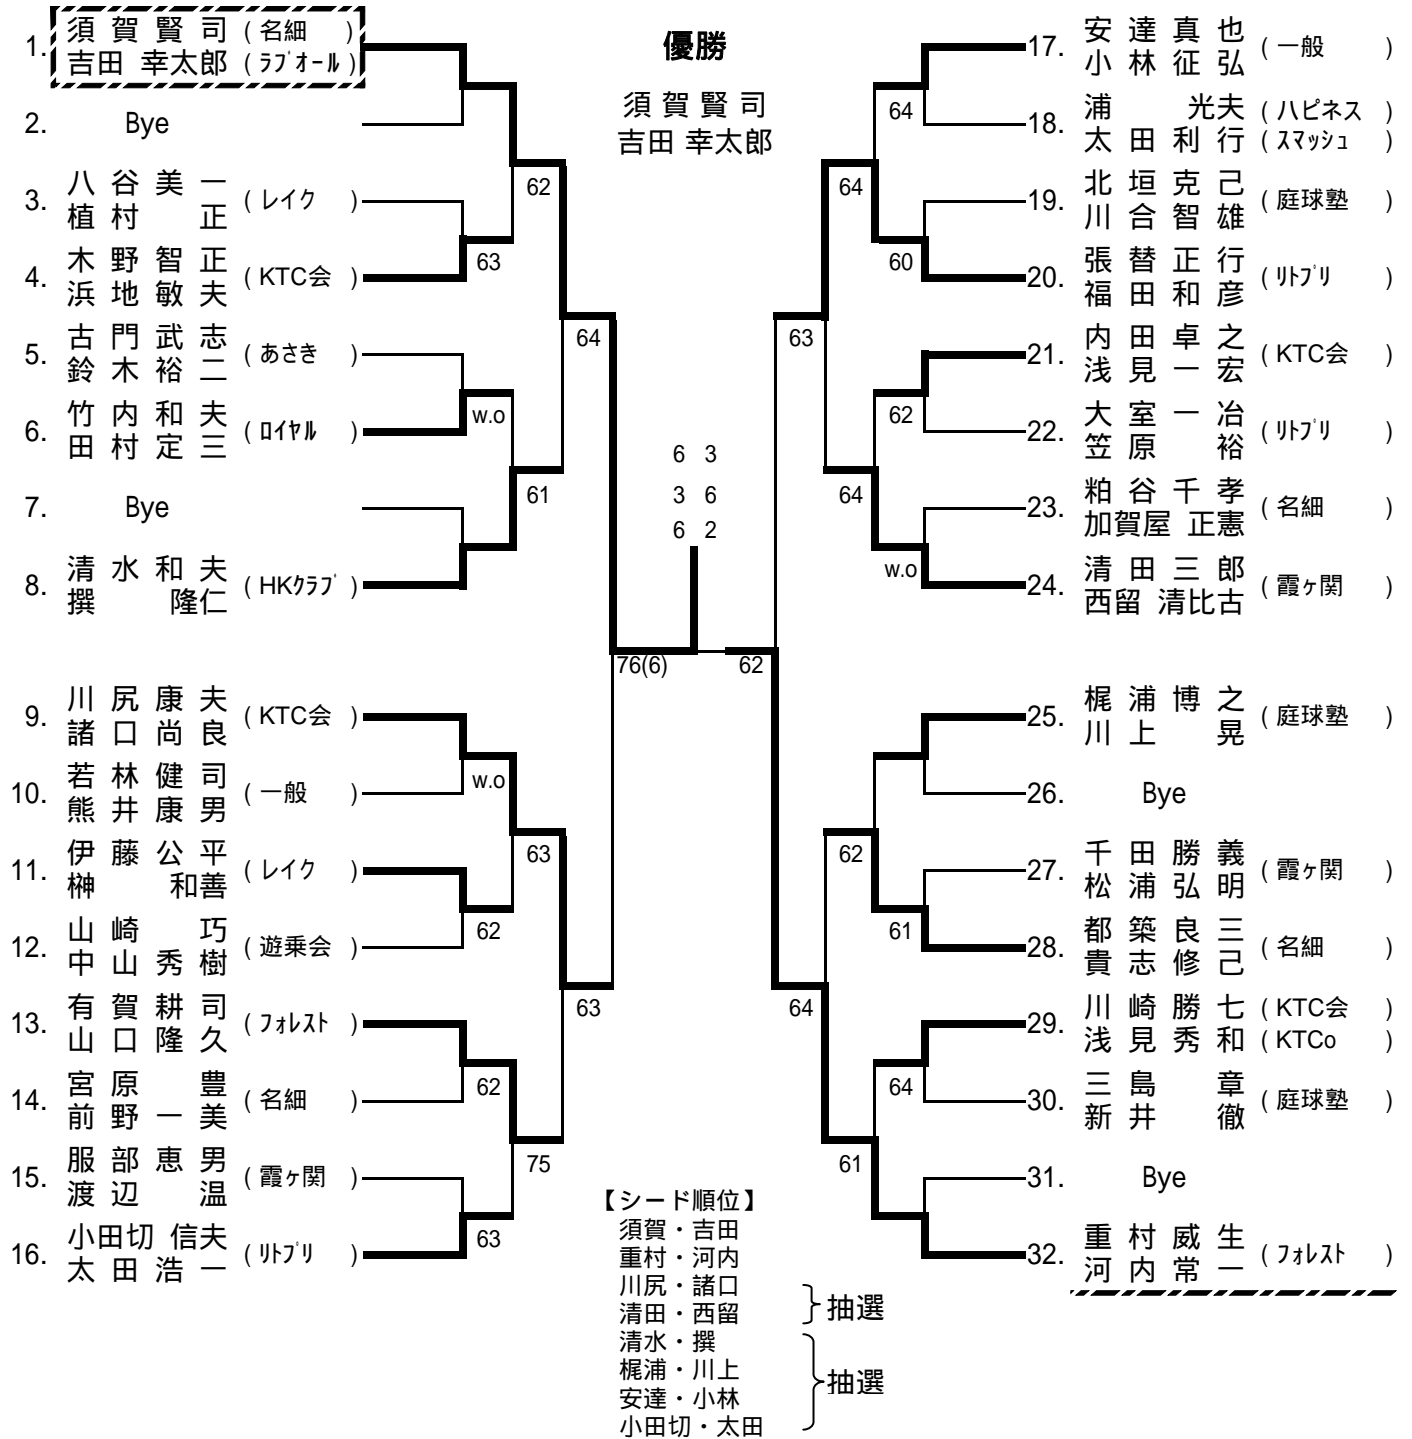 優勝
須賀賢司
吉田 幸太郎
1. 須賀賢司 (名細)
吉田 幸太郎 (ﾗﾌﾞｵｰﾙ)
2. Bye
3. 八谷美一 (レイク)
植村 正
4. 木野智正 (KTC会)
浜地敏夫
5. 古門武志 (あさき)
鈴木裕二
6. 竹内和夫 (ﾛｲﾔﾙ)
田村定三
7. Bye
8. 清水和夫 (HKｸﾗﾌﾞ)
撰 隆仁
9. 川尻康夫 (KTC会)
諸口尚良
10. 若林健司 (一般)
熊井康男
11. 伊藤公平 (レイク)
榊 和善
12. 山崎 巧 (遊乗会)
中山秀樹
13. 有賀耕司 (ﾌｫﾚｽﾄ)
山口隆久
14. 宮原 豊 (名細)
前野一美
15. 服部恵男 (霞ヶ関)
渡辺 温
16. 小田切 信夫 (ﾘﾄﾌﾟﾘ)
太田浩一
63
w.o
w.o
62
62
63
62
61
63
75
64
63
76(6)
6 3
3 6
6 2
62
63
64
64
64
62
61
64
60
62
w.o
61
64
17. 安達真也 (一般)
小林征弘
18. 浦 光夫 (ハピネス)
太田利行 (ｽﾏｯｼｭ)
19. 北垣克己 (庭球塾)
川合智雄
20. 張替正行 (ﾘﾄﾌﾟﾘ)
福田和彦
21. 内田卓之 (KTC会)
浅見一宏
22. 大室一冶 (ﾘﾄﾌﾟﾘ)
笠原 裕
23. 粕谷千孝 (名細)
加賀屋 正憲
24. 清田三郎 (霞ヶ関)
西留 清比古
25. 梶浦博之 (庭球塾)
川上 晃
26. Bye
27. 千田勝義 (霞ヶ関)
松浦弘明
28. 都築良三 (名細)
貴志修己
29. 川崎勝七 (KTC会)
浅見秀和 (KTCo)
30. 三島 章 (庭球塾)
新井 徹
31. Bye
32. 重村威生 (ﾌｫﾚｽﾄ)
河内常一
【シード順位】
須賀・吉田
重村・河内
川尻・諸口
清田・西留
抽選
清水・撰
梶浦・川上
安達・小林
小田切・太田
抽選